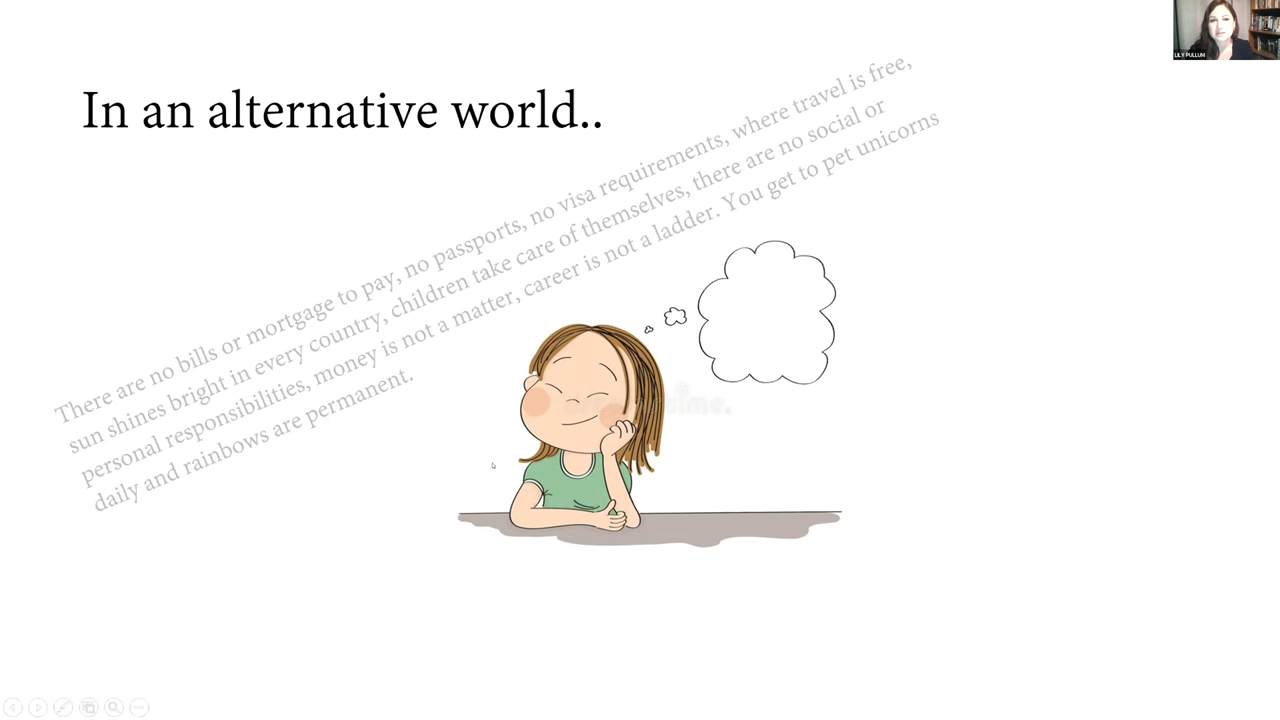 In an alternative world..
There are no bills or mortgage to pay, no passports, no visa requirements, where travel is free,
sun shines bright in every country, children take care of themselves, there are no social or
personal responsibilities, money is not a matter, career is not a ladder. You get to pet unicorns
daily and rainbows are permanent.
LILY PULLUM